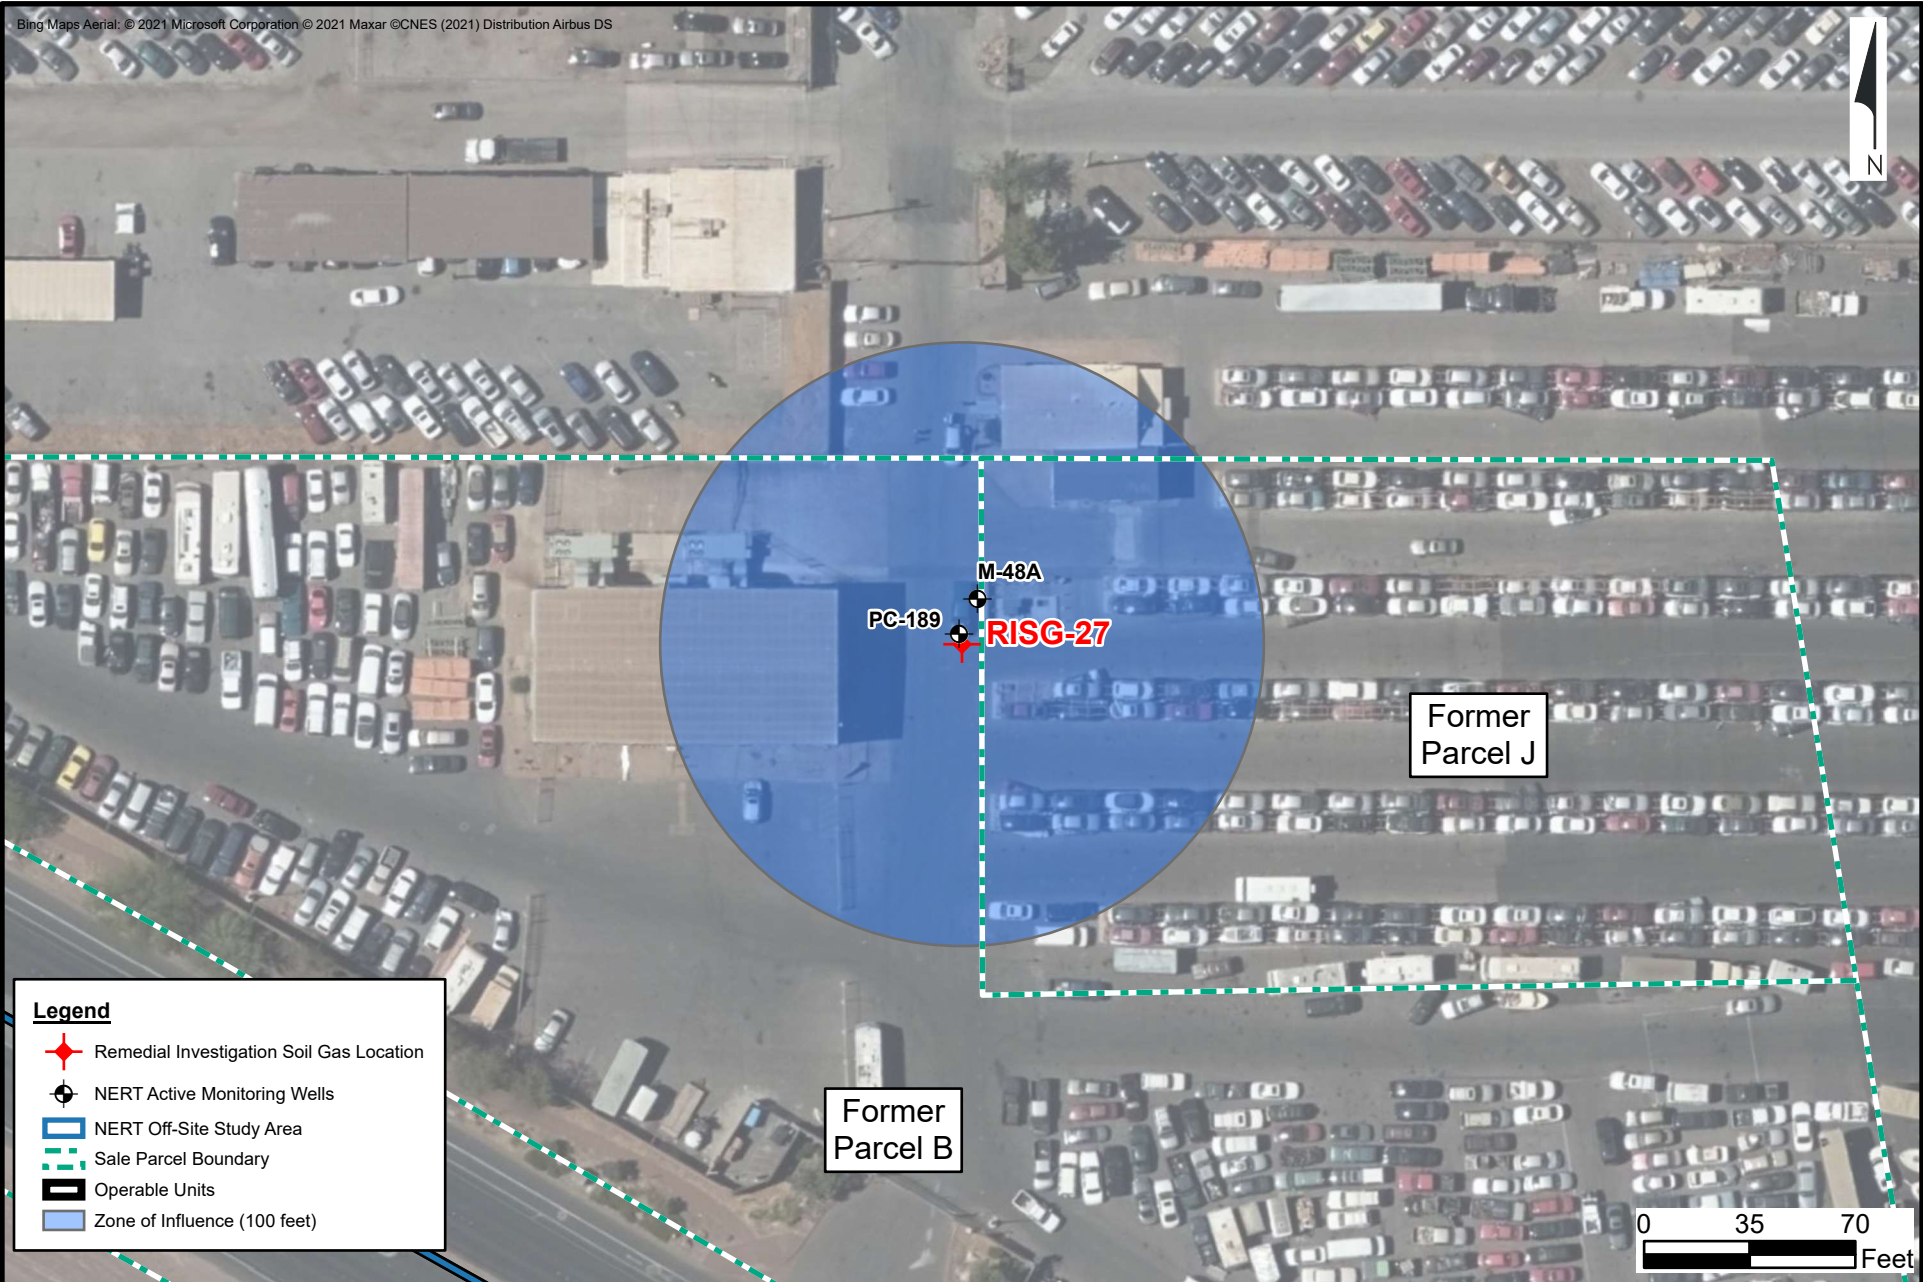 Bing Maps Aerial: © 2021 Microsoft Corporation © 2021 Maxar ©CNES (2021) Distribution Airbus DS
N
M-48A
PC-189
RISG-27
Former
Parcel J
Former
Parcel B
Legend
Remedial Investigation Soil Gas Location
NERT Active Monitoring Wells
NERT Off-Site Study Area
Sale Parcel Boundary
Operable Units
Zone of Influence (100 feet)
0 35 70
Feet